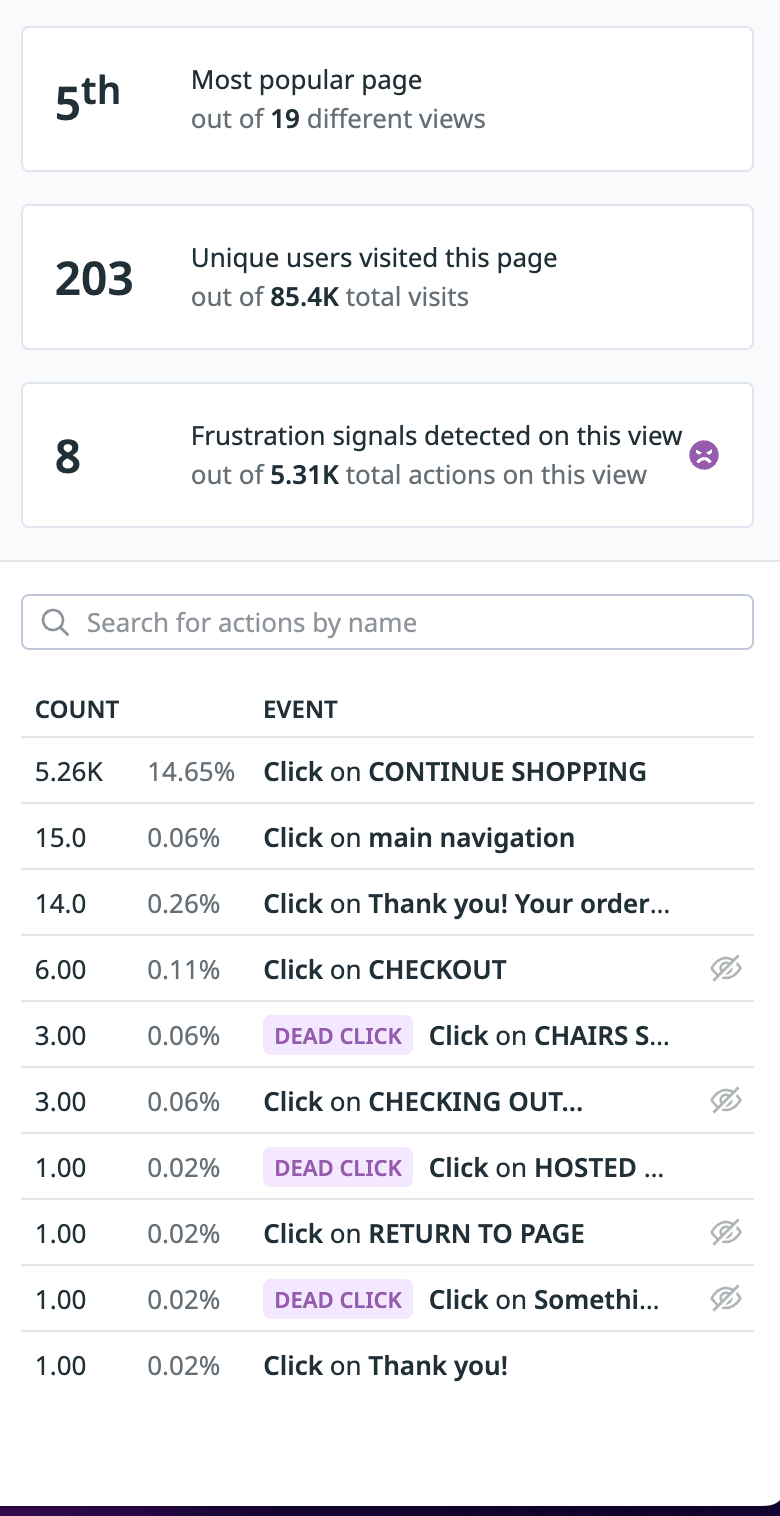 5th
Most popular page
out of 19 different views
203
Unique users visited this page
out of 85.4K total visits
8
Frustration signals detected on this view
out of 5.31K total actions on this view
Search for actions by name
COUNT EVENT
5.26K 14.65% Click on CONTINUE SHOPPING
15.0 0.06% Click on main navigation
14.0 0.26% Click on Thank you! Your order...
6.00 0.11% Click on CHECKOUT
3.00 0.06% DEAD CLICK Click on CHAIRS S...
3.00 0.06% Click on CHECKING OUT...
1.00 0.02% DEAD CLICK Click on HOSTED ...
1.00 0.02% Click on RETURN TO PAGE
1.00 0.02% DEAD CLICK Click on Somethi...
1.00 0.02% Click on Thank you!